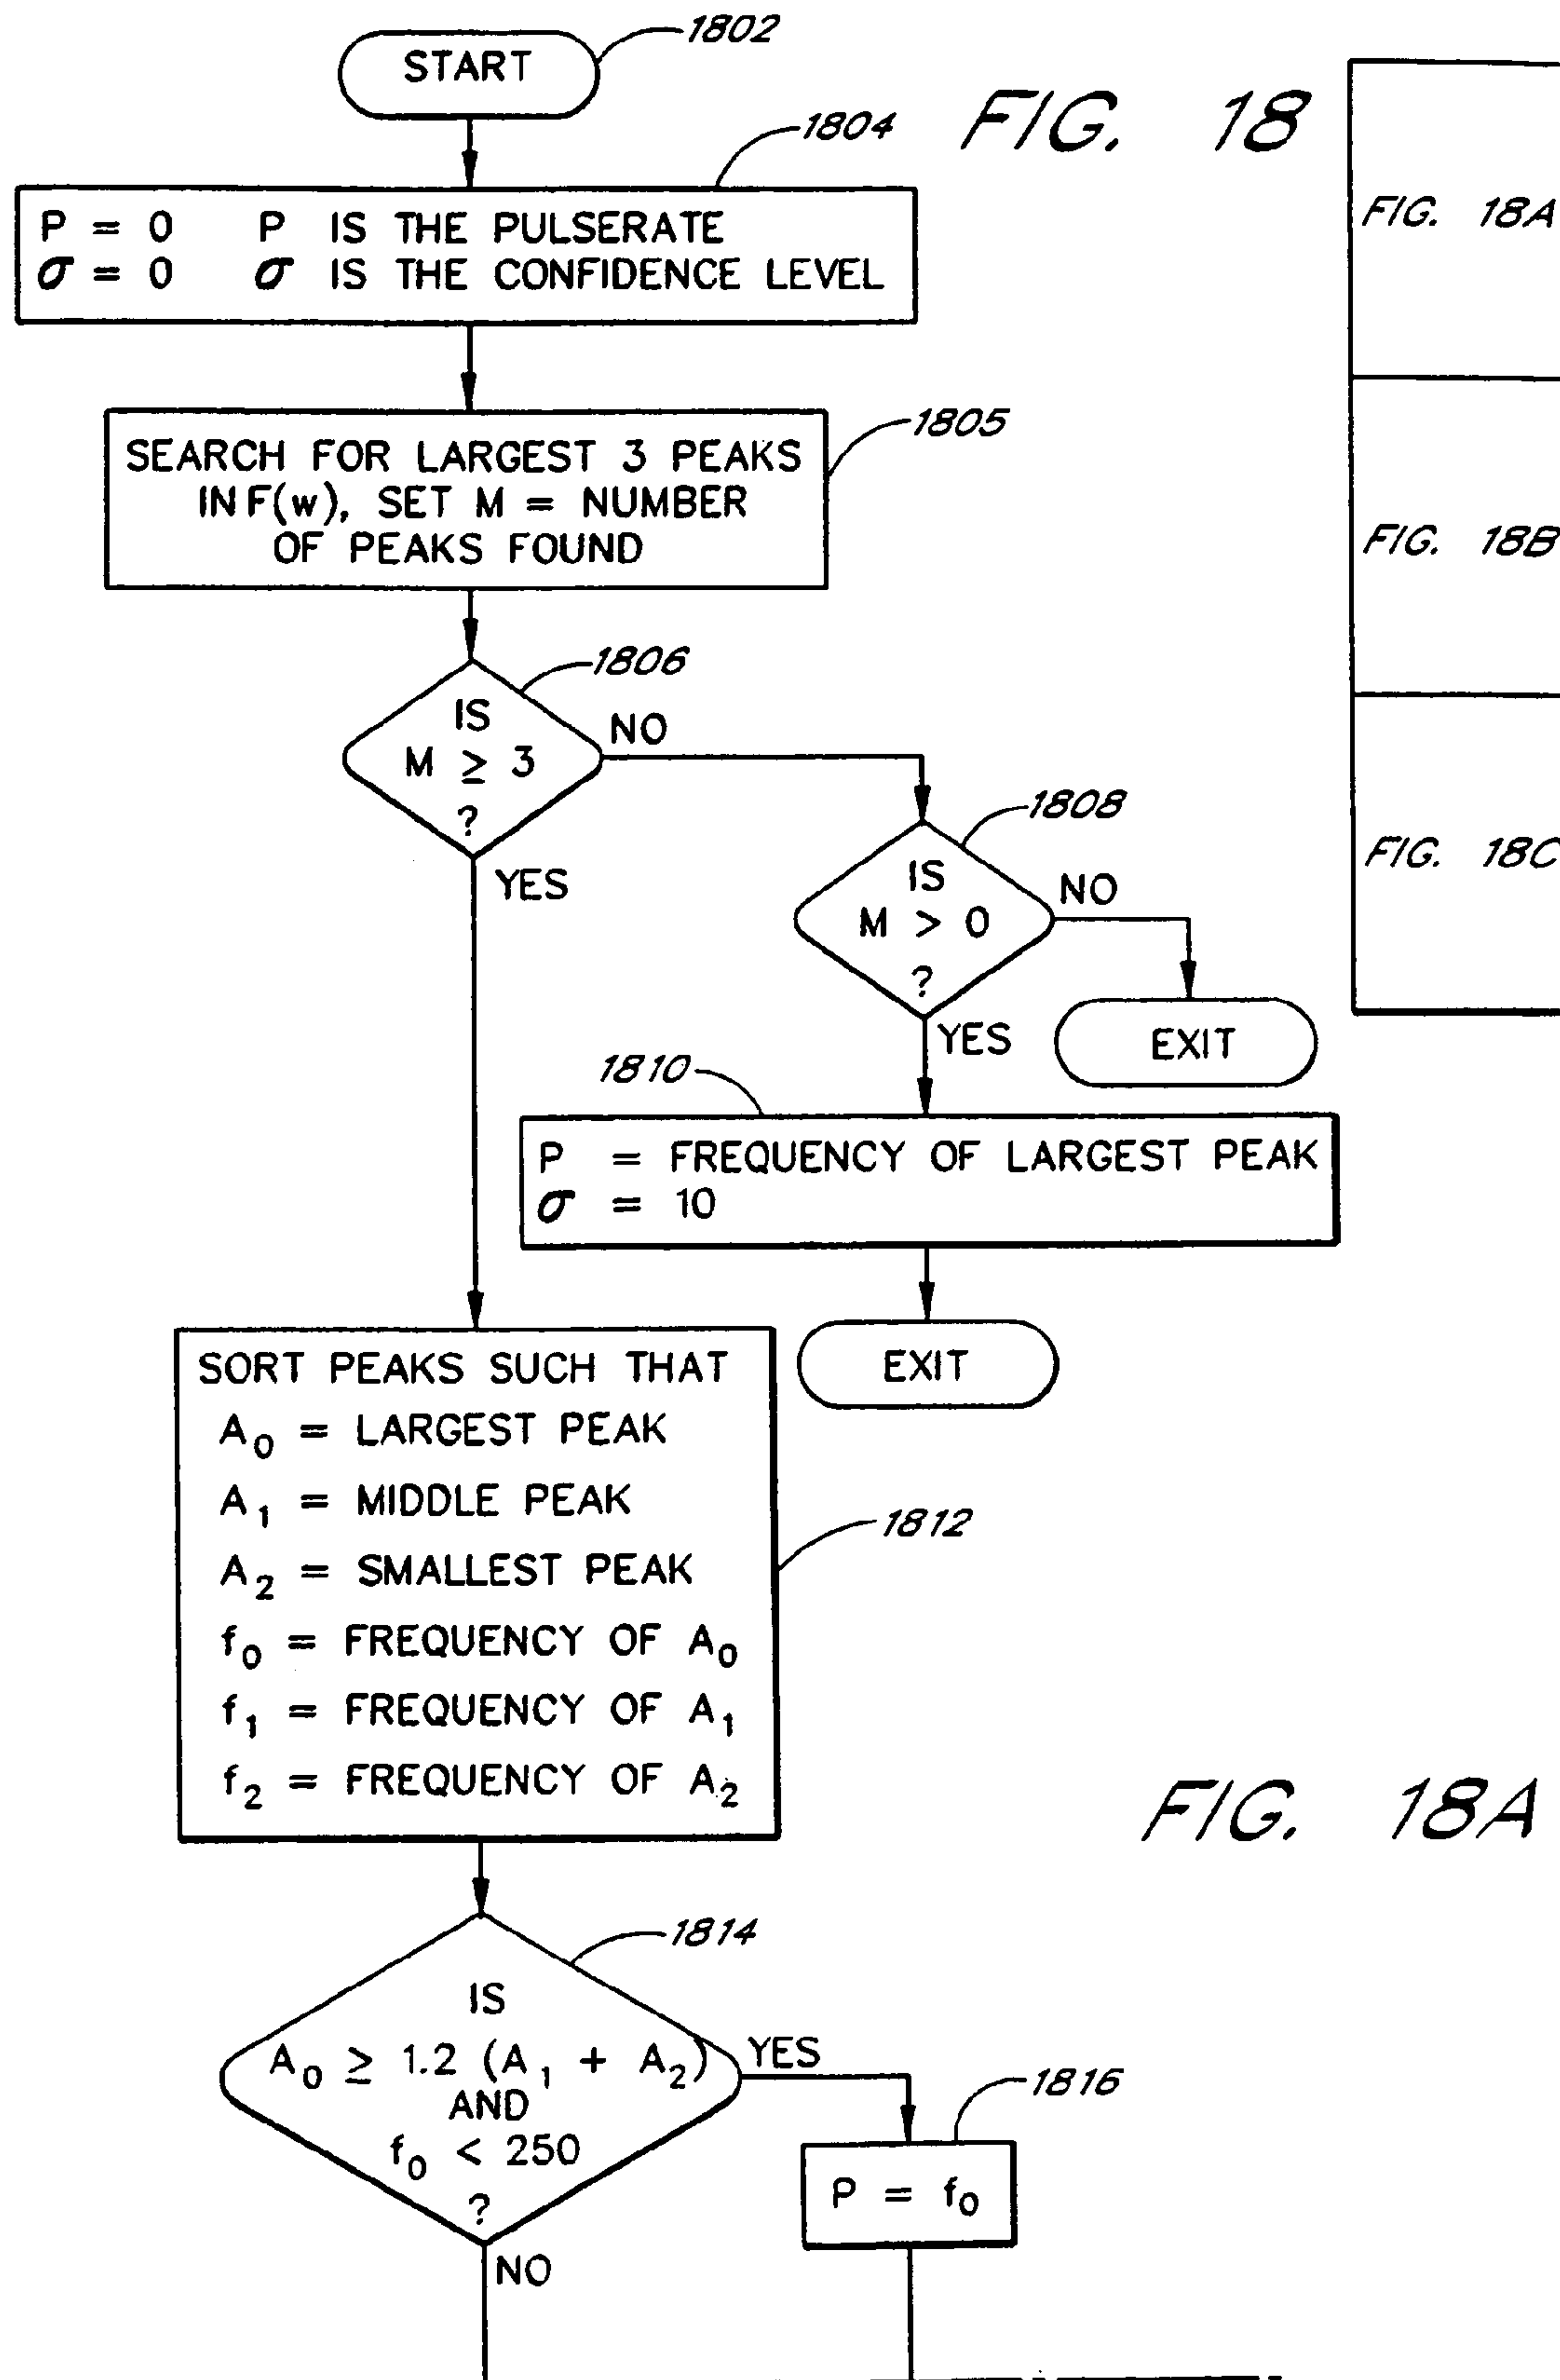 START
1802
FIG. 18
1804
P = 0 P IS THE PULSERATE
σ = 0 σ IS THE CONFIDENCE LEVEL
FIG. 18A
FIG. 18B
FIG. 18C
1805
SEARCH FOR LARGEST 3 PEAKS
IN F(w), SET M = NUMBER
OF PEAKS FOUND
1806
IS
M ≥ 3
?
NO
YES
1808
IS
M > 0
?
NO
YES
EXIT
1810
P = FREQUENCY OF LARGEST PEAK
σ = 10
EXIT
SORT PEAKS SUCH THAT
A₀ = LARGEST PEAK
A₁ = MIDDLE PEAK
A₂ = SMALLEST PEAK
f₀ = FREQUENCY OF A₀
f₁ = FREQUENCY OF A₁
f₂ = FREQUENCY OF A₂
1812
FIG. 18A
1814
IS
A₀ ≥ 1.2 (A₁ + A₂)
AND
f₀ < 250
?
YES
NO
1816
P = f₀